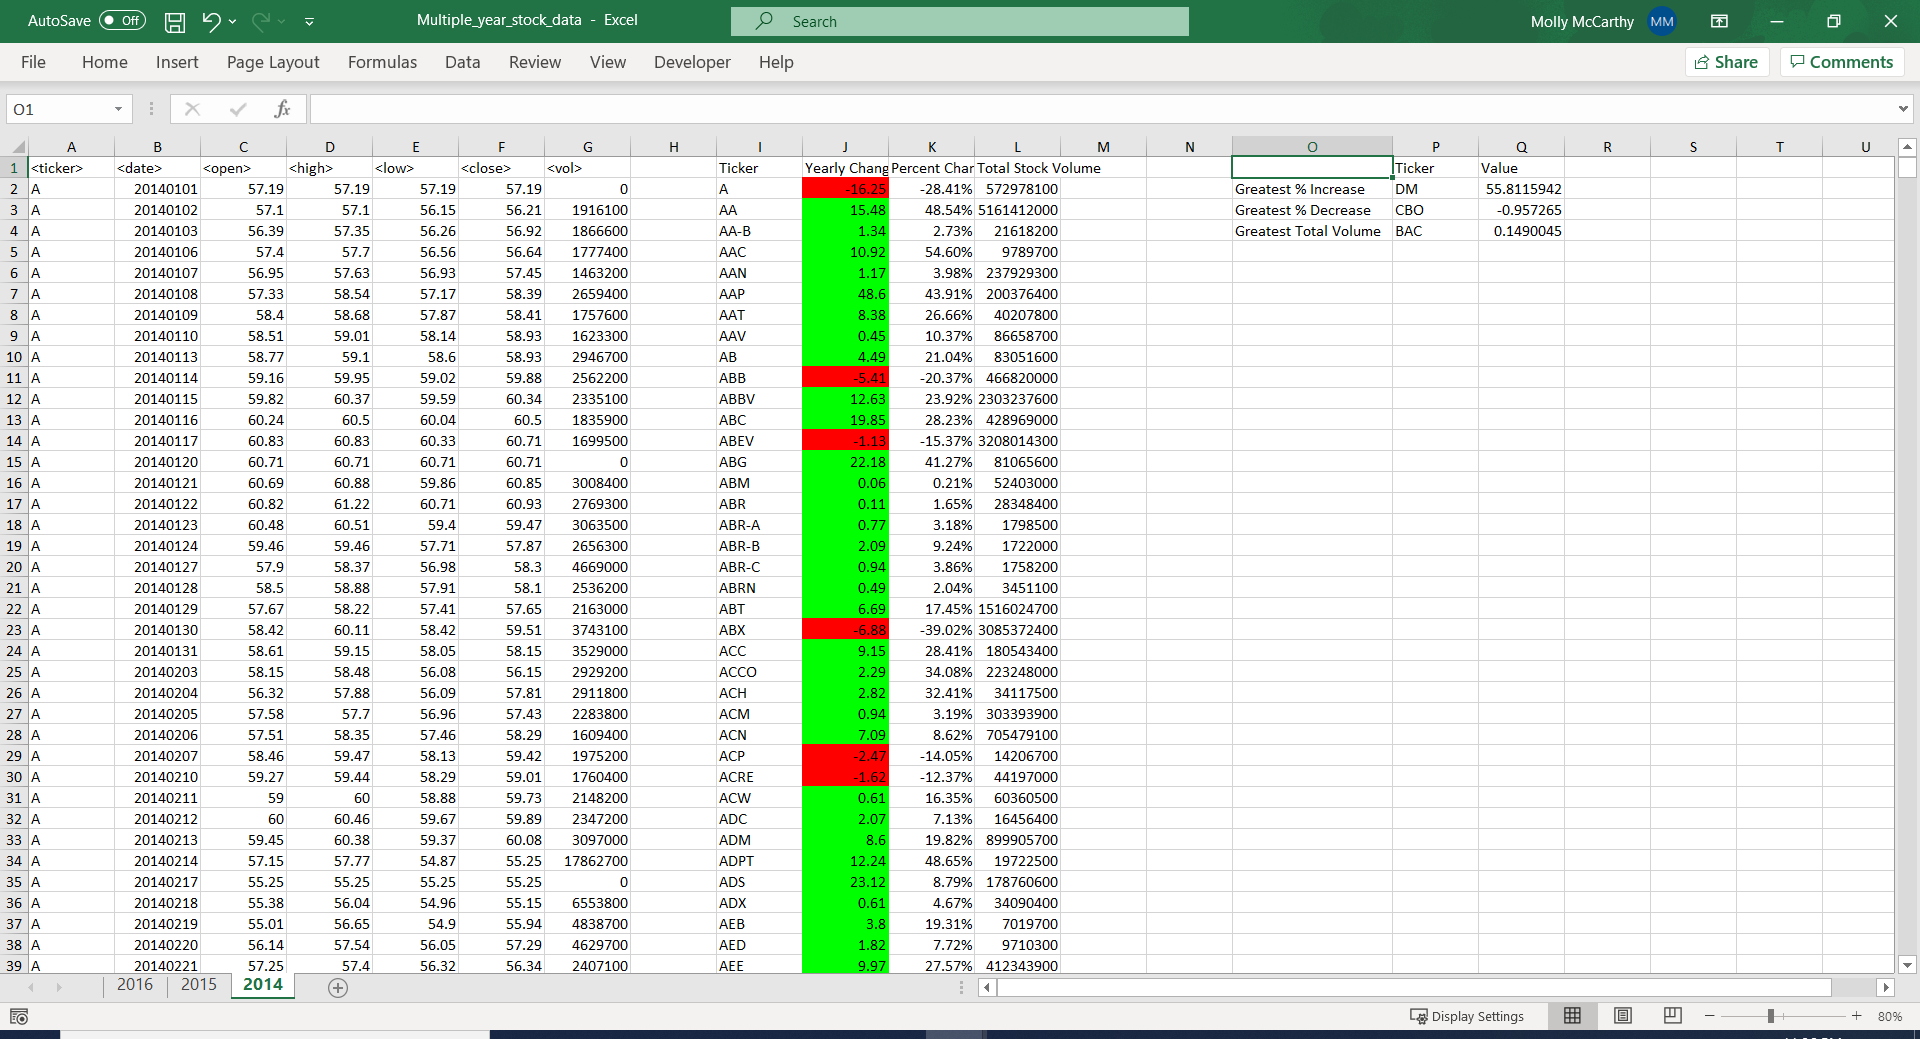 AutoSave Off Multiple_year_stock_data - Excel Search Molly McCarthy MM
File Home Insert Page Layout Formulas Data Review View Developer Help Share Comments
O1 fx
A B C D E F G H I J K L M N O P Q R S T U
1 <ticker> <date> <open> <high> <low> <close> <vol> Ticker Yearly Chang Percent Char Total Stock Volume Ticker Value
2 A 20140101 57.19 57.19 57.19 57.19 0 A -16.25 -28.41% 572978100 Greatest % Increase DM 55.8115942
3 A 20140102 57.1 57.1 56.15 56.21 1916100 AA 15.48 48.54% 5161412000 Greatest % Decrease CBO -0.957265
4 A 20140103 56.39 57.35 56.26 56.92 1866600 AA-B 1.34 2.73% 21618200 Greatest Total Volume BAC 0.1490045
5 A 20140106 57.4 57.7 56.56 56.64 1777400 AAC 10.92 54.60% 9789700
6 A 20140107 56.95 57.63 56.93 57.45 1463200 AAN 1.17 3.98% 237929300
7 A 20140108 57.33 58.54 57.17 58.39 2659400 AAP 48.6 43.91% 200376400
8 A 20140109 58.4 58.68 57.87 58.41 1757600 AAT 8.38 26.66% 40207800
9 A 20140110 58.51 59.01 58.14 58.93 1623300 AAV 0.45 10.37% 86658700
10 A 20140113 58.77 59.1 58.6 58.93 2946700 AB 4.49 21.04% 83051600
11 A 20140114 59.16 59.95 59.02 59.88 2562200 ABB -5.41 -20.37% 466820000
12 A 20140115 59.82 60.37 59.59 60.34 2335100 ABBV 12.63 23.92% 2303237600
13 A 20140116 60.24 60.5 60.04 60.5 1835900 ABC 19.85 28.23% 428969000
14 A 20140117 60.83 60.83 60.33 60.71 1699500 ABEV -1.13 -15.37% 3208014300
15 A 20140120 60.71 60.71 60.71 60.71 0 ABG 22.18 41.27% 81065600
16 A 20140121 60.69 60.88 59.86 60.85 3008400 ABM 0.06 0.21% 52403000
17 A 20140122 60.82 61.22 60.71 60.93 2769300 ABR 0.11 1.65% 28348400
18 A 20140123 60.48 60.51 59.4 59.47 3063500 ABR-A 0.77 3.18% 1798500
19 A 20140124 59.46 59.46 57.71 57.87 2656300 ABR-B 2.09 9.24% 1722000
20 A 20140127 57.9 58.37 56.98 58.3 4669000 ABR-C 0.94 3.86% 1758200
21 A 20140128 58.5 58.88 57.91 58.1 2536200 ABRN 0.49 2.04% 3451100
22 A 20140129 57.67 58.22 57.41 57.65 2163000 ABT 6.69 17.45% 1516024700
23 A 20140130 58.42 60.11 58.42 59.51 3743100 ABX -6.88 -39.02% 3085372400
24 A 20140131 58.61 59.15 58.05 58.15 3529000 ACC 9.15 28.41% 180543400
25 A 20140203 58.15 58.48 56.08 56.15 2929200 ACCO 2.29 34.08% 223248000
26 A 20140204 56.32 57.88 56.09 57.81 2911800 ACH 2.82 32.41% 34117500
27 A 20140205 57.58 57.7 56.96 57.43 2283800 ACM 0.94 3.19% 303393900
28 A 20140206 57.51 58.35 57.46 58.29 1609400 ACN 7.09 8.62% 705479100
29 A 20140207 58.46 59.47 58.13 59.42 1975200 ACP -2.47 -14.05% 14206700
30 A 20140210 59.27 59.44 58.29 59.01 1760400 ACRE -1.62 -12.37% 44197000
31 A 20140211 59 60 58.88 59.73 2148200 ACW 0.61 16.35% 60360500
32 A 20140212 60 60.46 59.67 59.89 2347200 ADC 2.07 7.13% 16456400
33 A 20140213 59.45 60.38 59.37 60.08 3097000 ADM 8.6 19.82% 899905700
34 A 20140214 57.15 57.77 54.87 55.25 17862700 ADPT 12.24 48.65% 19722500
35 A 20140217 55.25 55.25 55.25 55.25 0 ADS 23.12 8.79% 178760600
36 A 20140218 55.38 56.04 54.96 55.15 6553800 ADX 0.61 4.67% 34090400
37 A 20140219 55.01 56.65 54.9 55.94 4838700 AEB 3.8 19.31% 7019700
38 A 20140220 56.14 57.54 56.05 57.29 4629700 AED 1.82 7.72% 9710300
39 A 20140221 57.25 57.4 56.32 56.34 2407100 AEE 9.97 27.57% 412343900
2016 2015 2014
Display Settings 80%